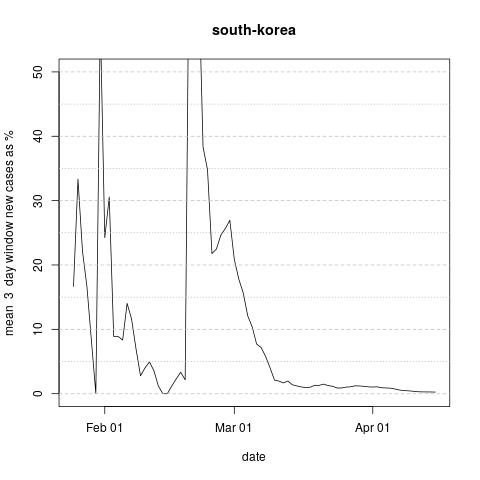 south-korea
mean 3 day window new cases as %
50
40
30
20
10
0
Feb 01
Mar 01
Apr 01
date